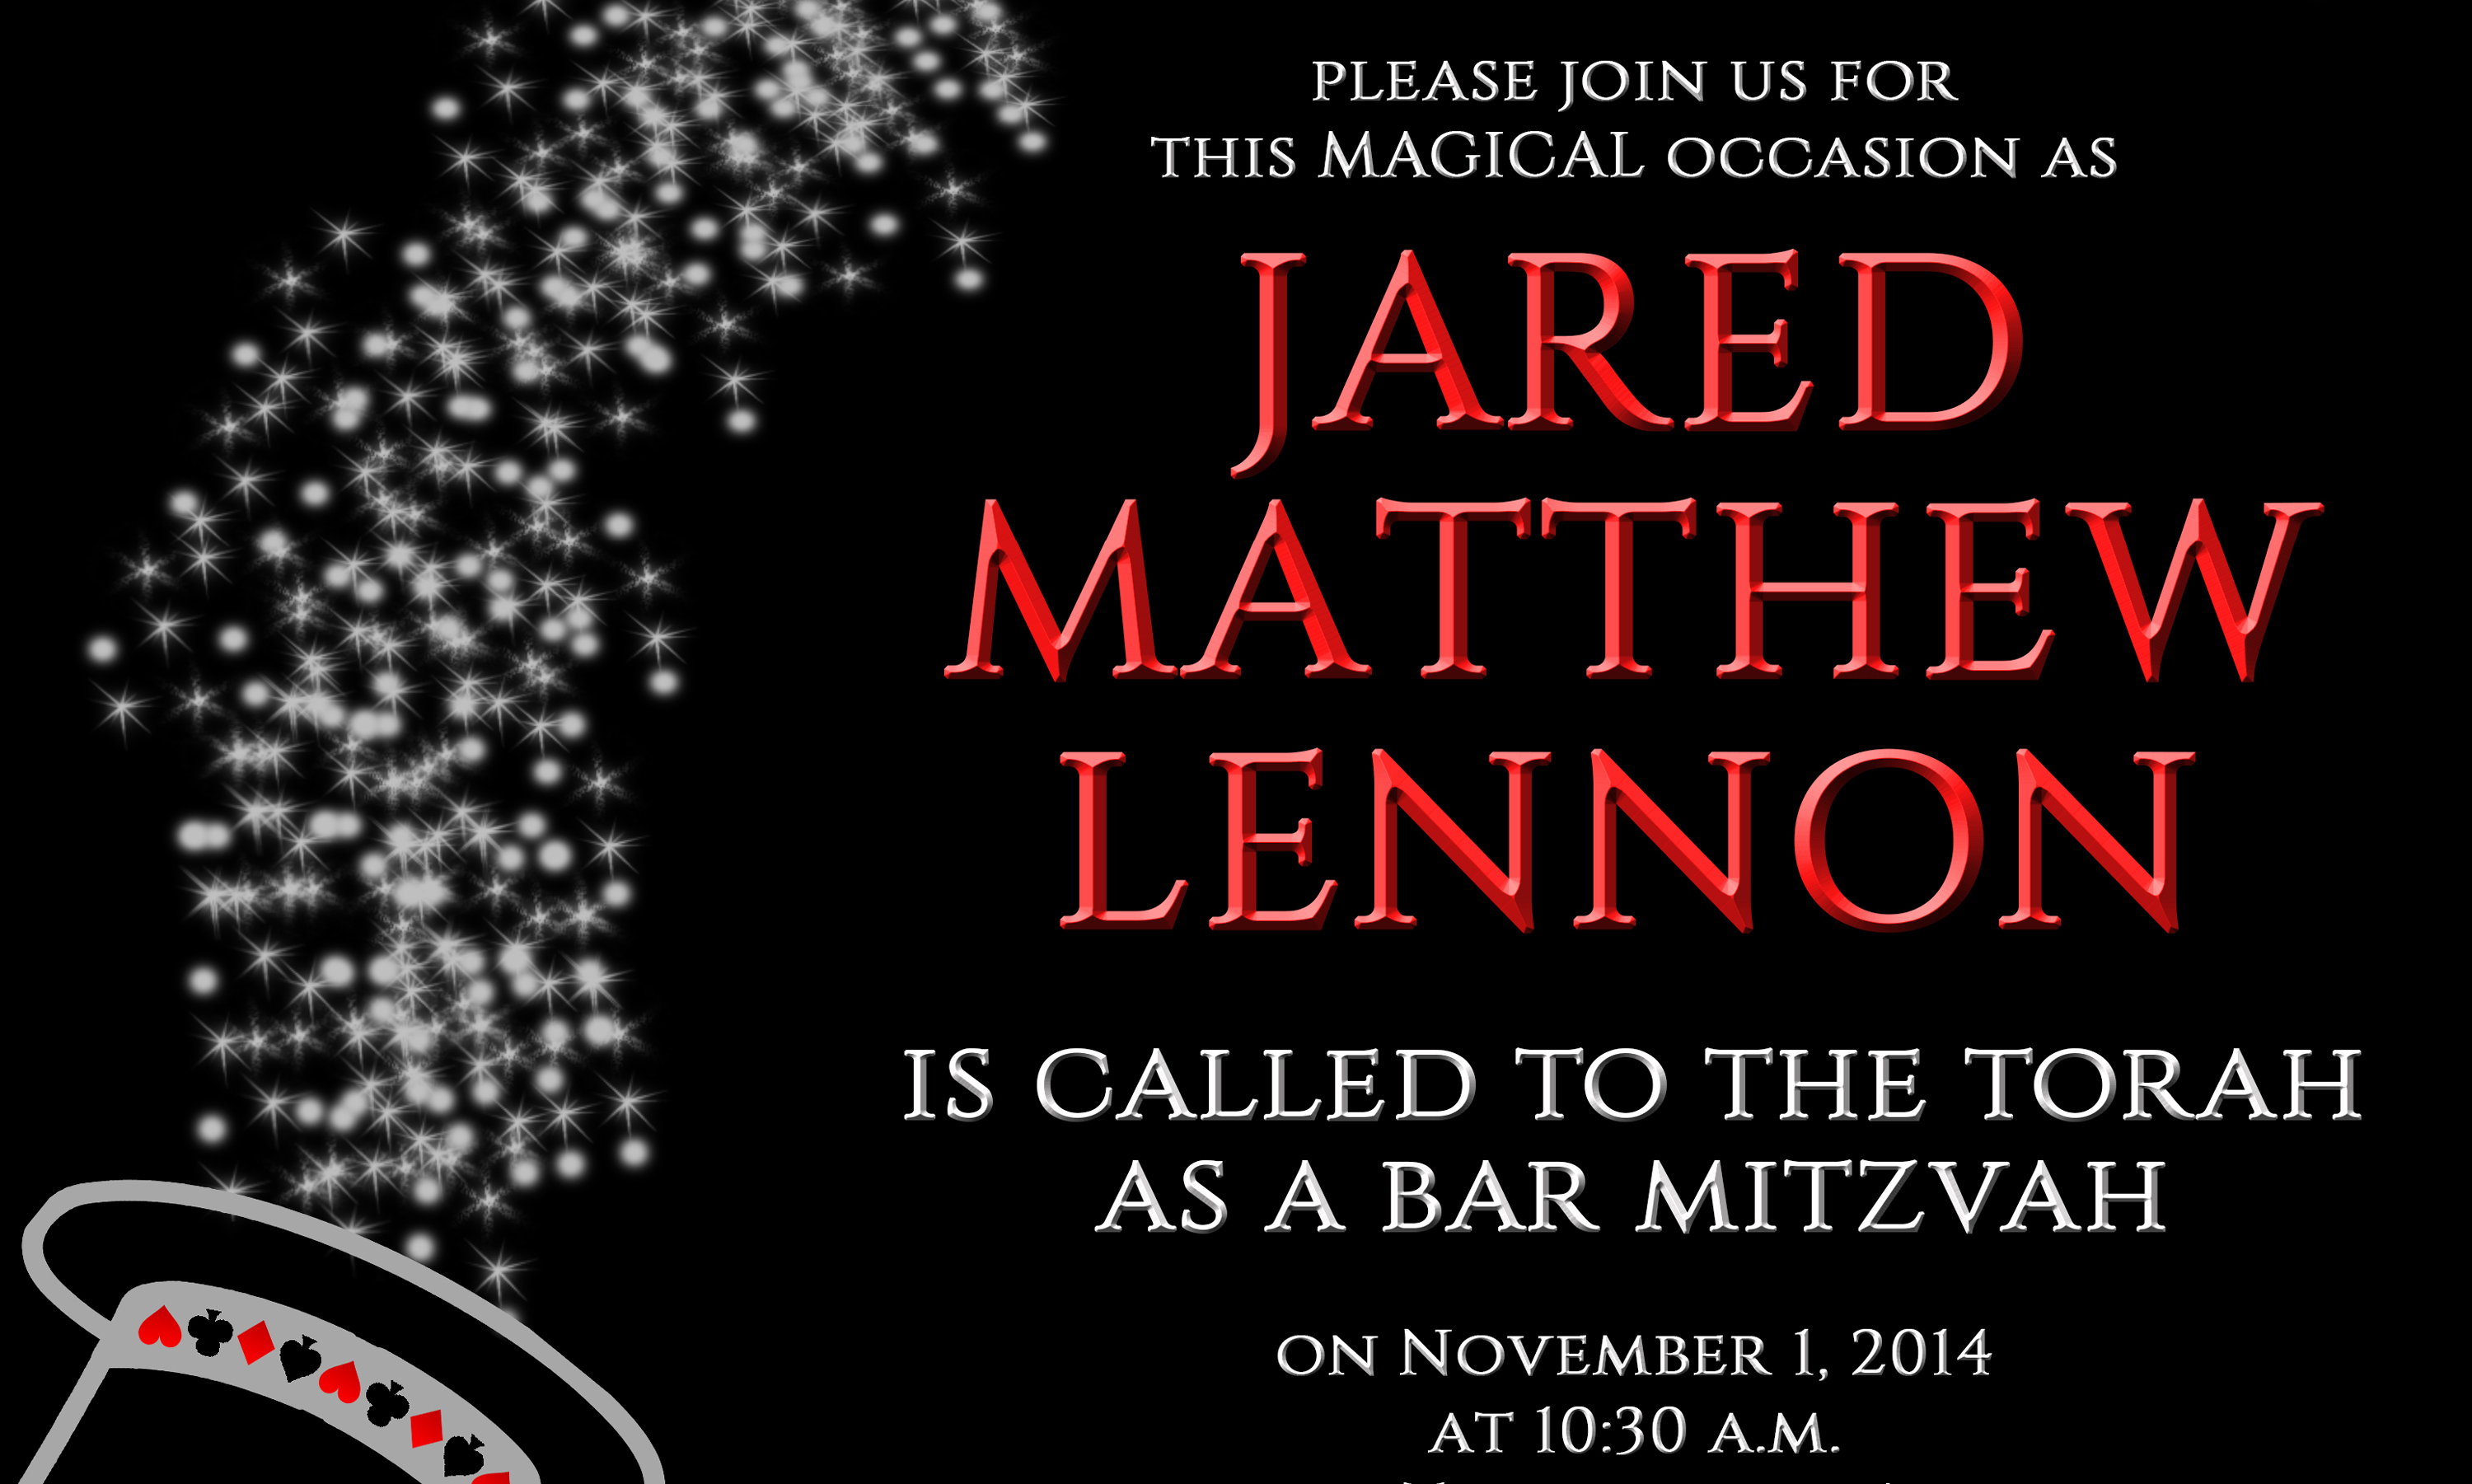 PLEASE JOIN US FOR
THIS MAGICAL OCCASION AS
JARED
MATTHEW
LENNON
IS CALLED TO THE TORAH
AS A BAR MITZVAH
ON NOVEMBER 1, 2014
AT 10:30 A.M.